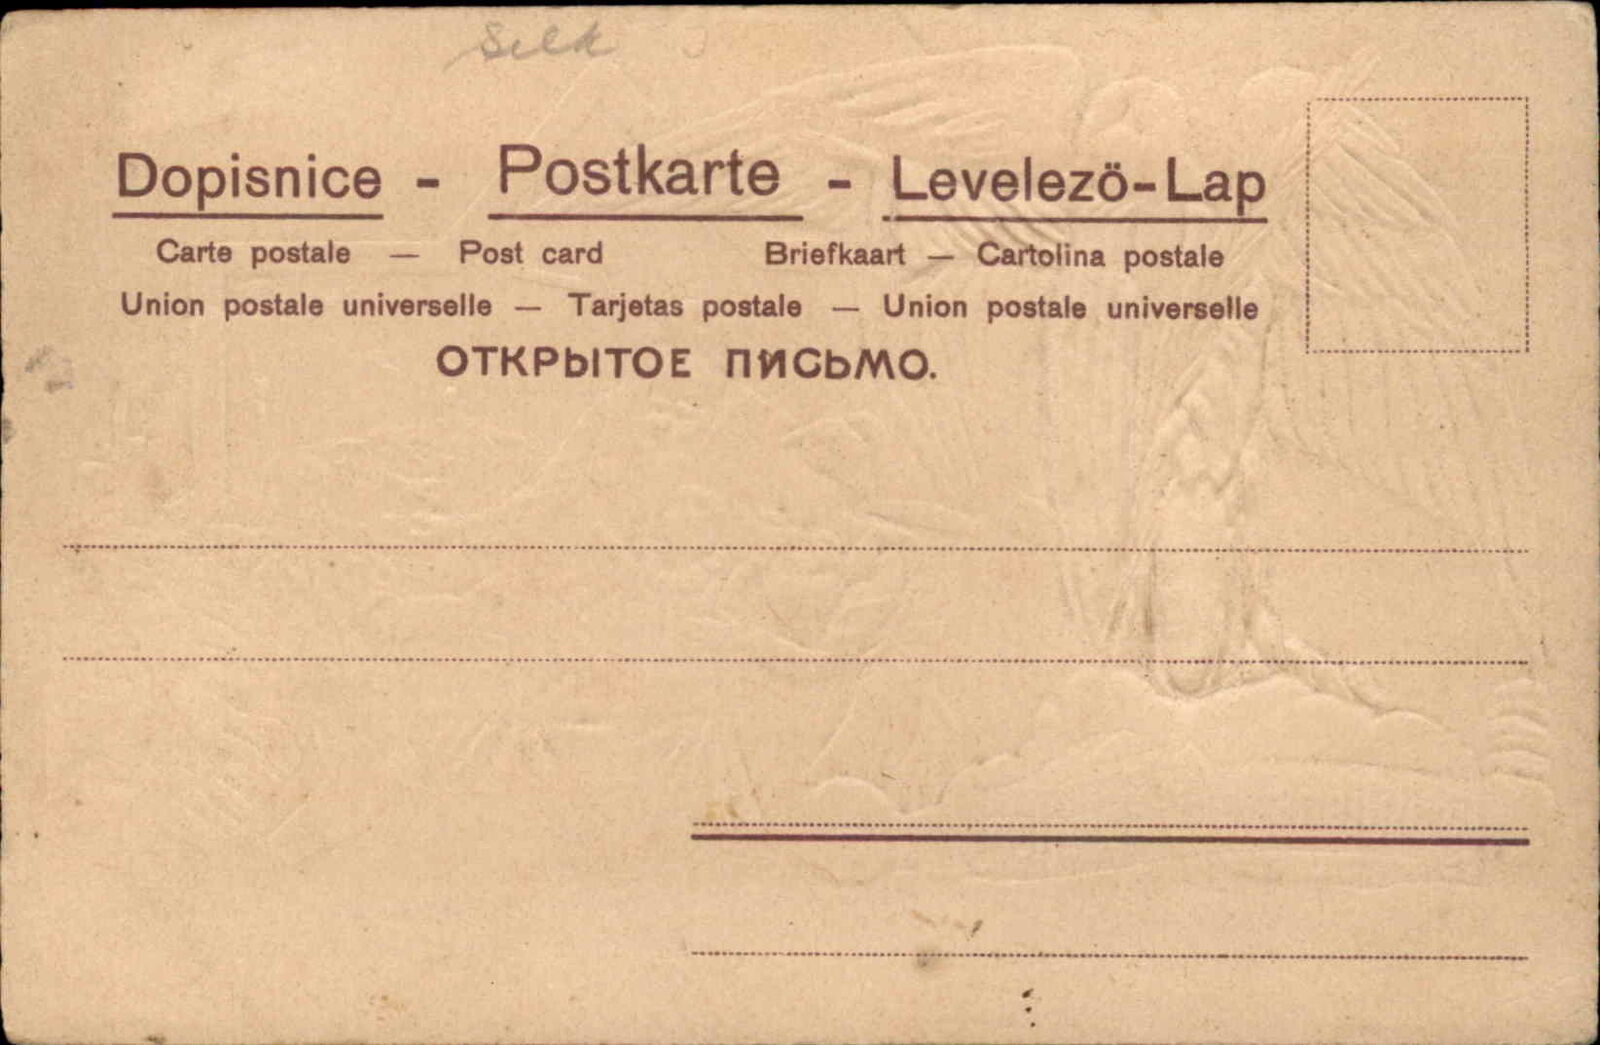 Silk
Dopisnice - Postkarte - Levelezö-Lap
Carte postale — Post card Briefkaart — Cartolina postale
Union postale universelle — Tarjetas postale — Union postale universelle
ОТКРЫТОЕ ПИСЬМО.